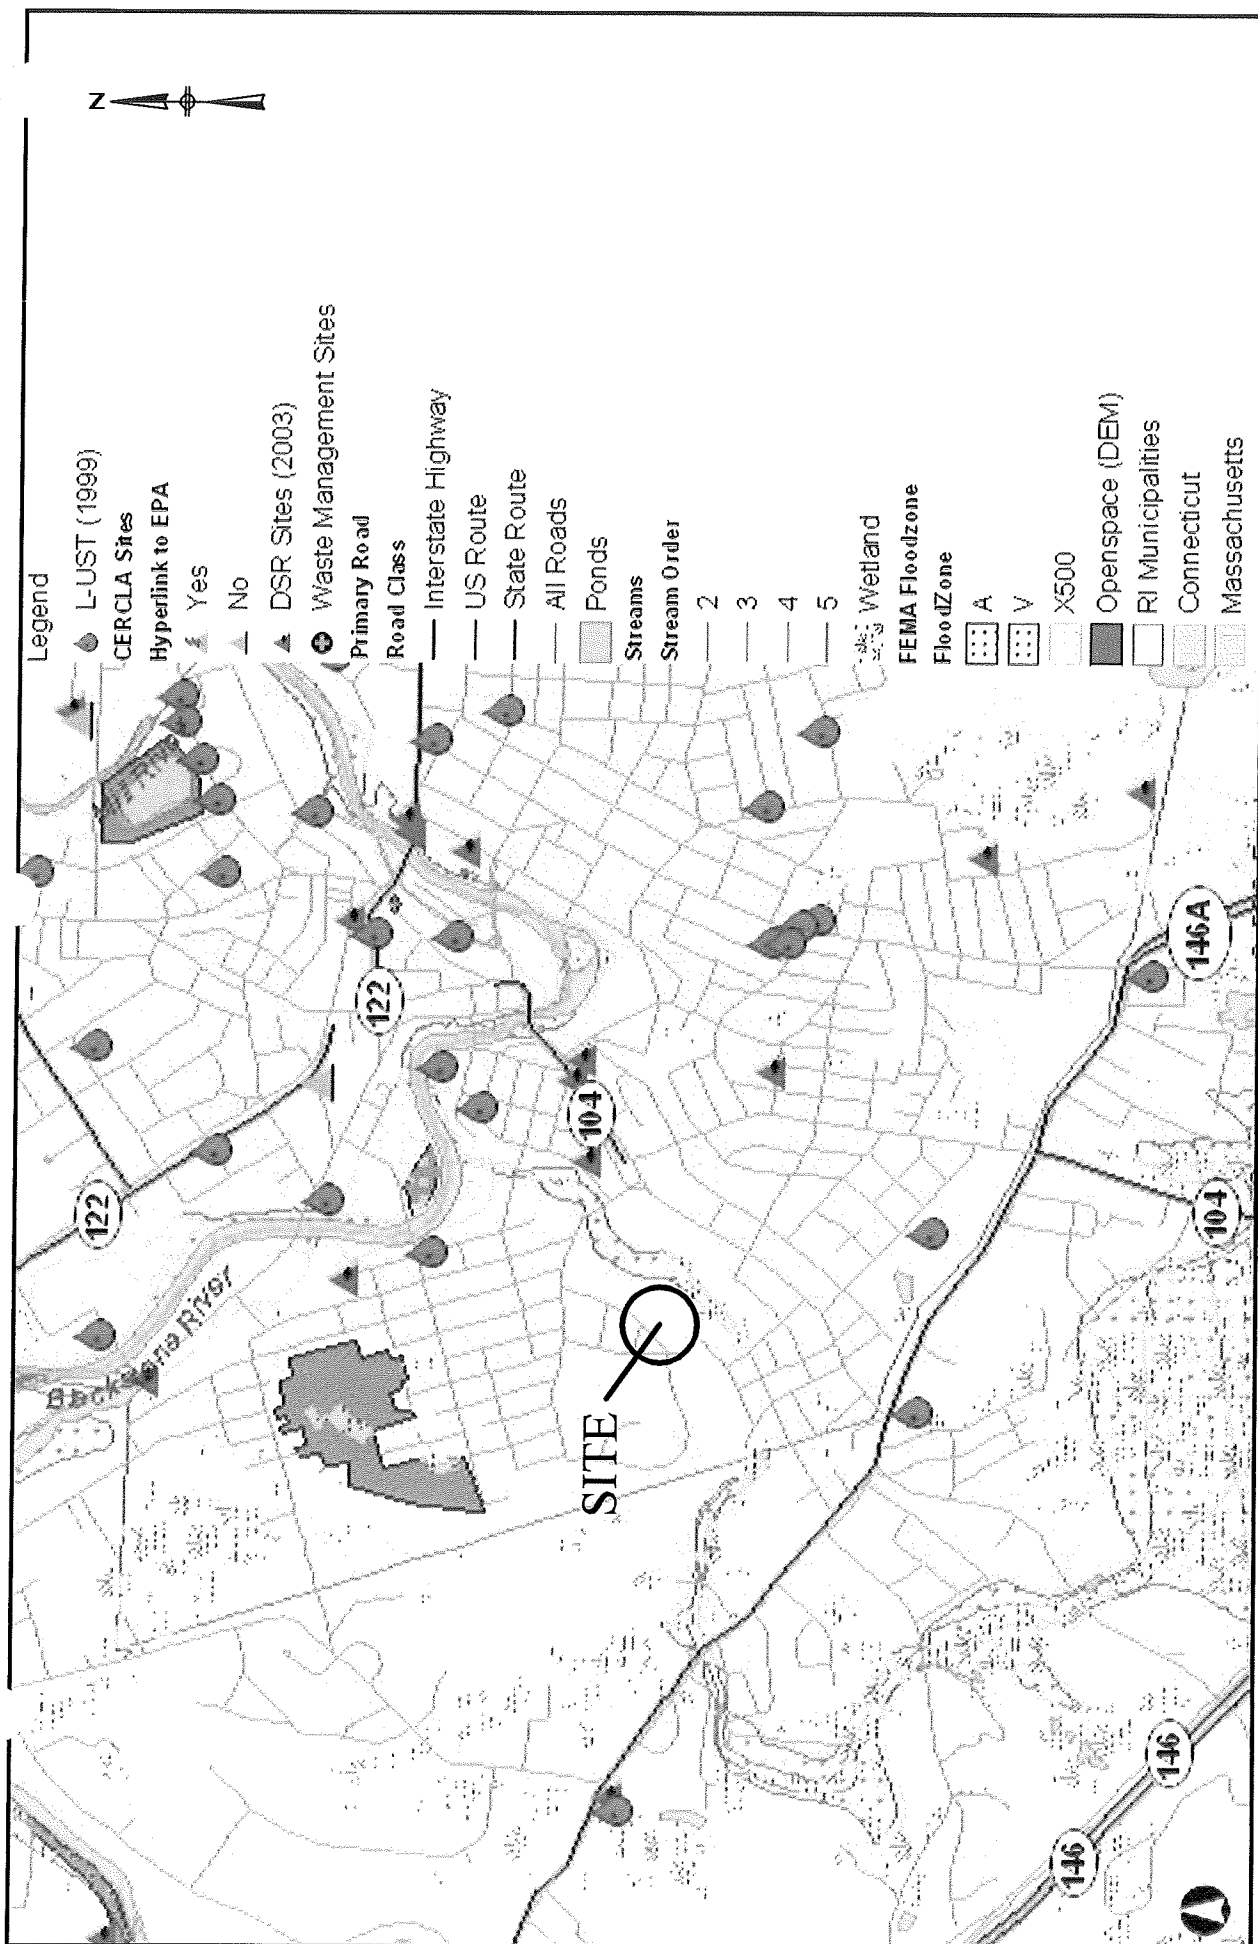 N
Legend
L-UST (1999)
CERCLA Sites
Hyperlink to EPA
Yes
No
DSR Sites (2003)
Waste Management Sites
Primary Road
Road Class
Interstate Highway
US Route
State Route
All Roads
Ponds
Streams
Stream Order
2
3
4
5
Wetland
FEMA Floodzone
FloodZone
A
V
X500
Openspace (DEM)
RI Municipalities
Connecticut
Massachusetts
122
122
River
104
SITE
146A
104
146
146